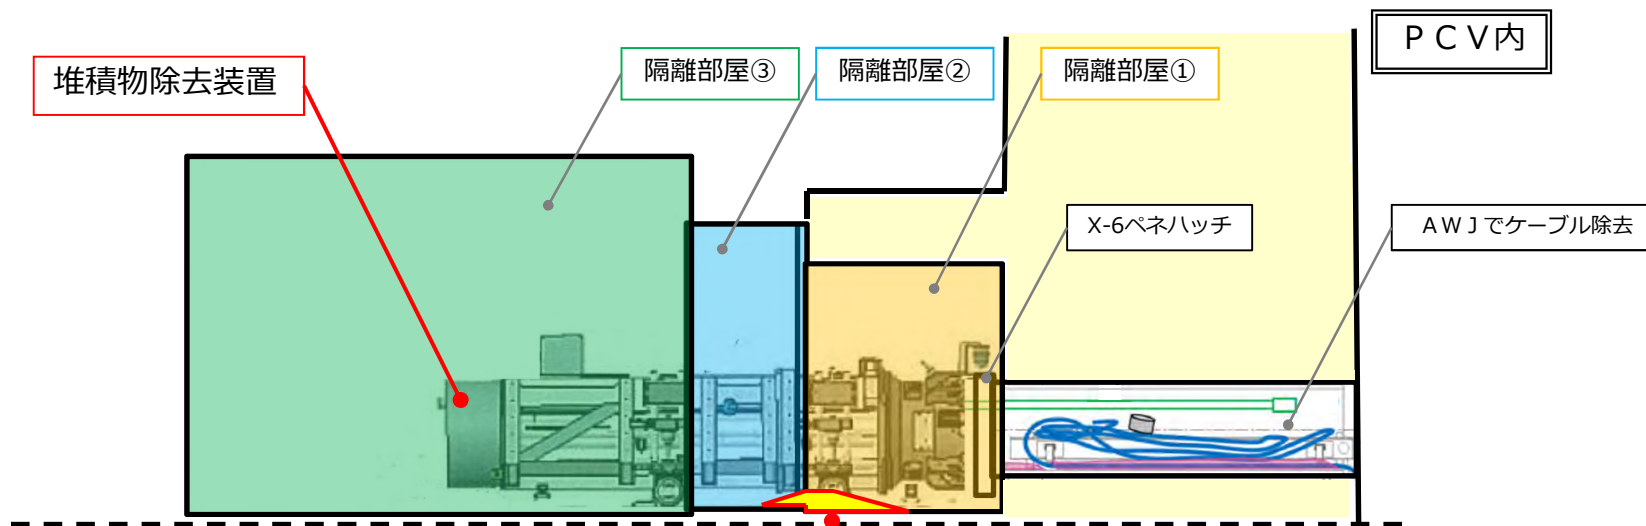 PCV内
堆積物除去装置
隔離部屋③
隔離部屋②
隔離部屋①
X-6ペネハッチ
AWJでケーブル除去